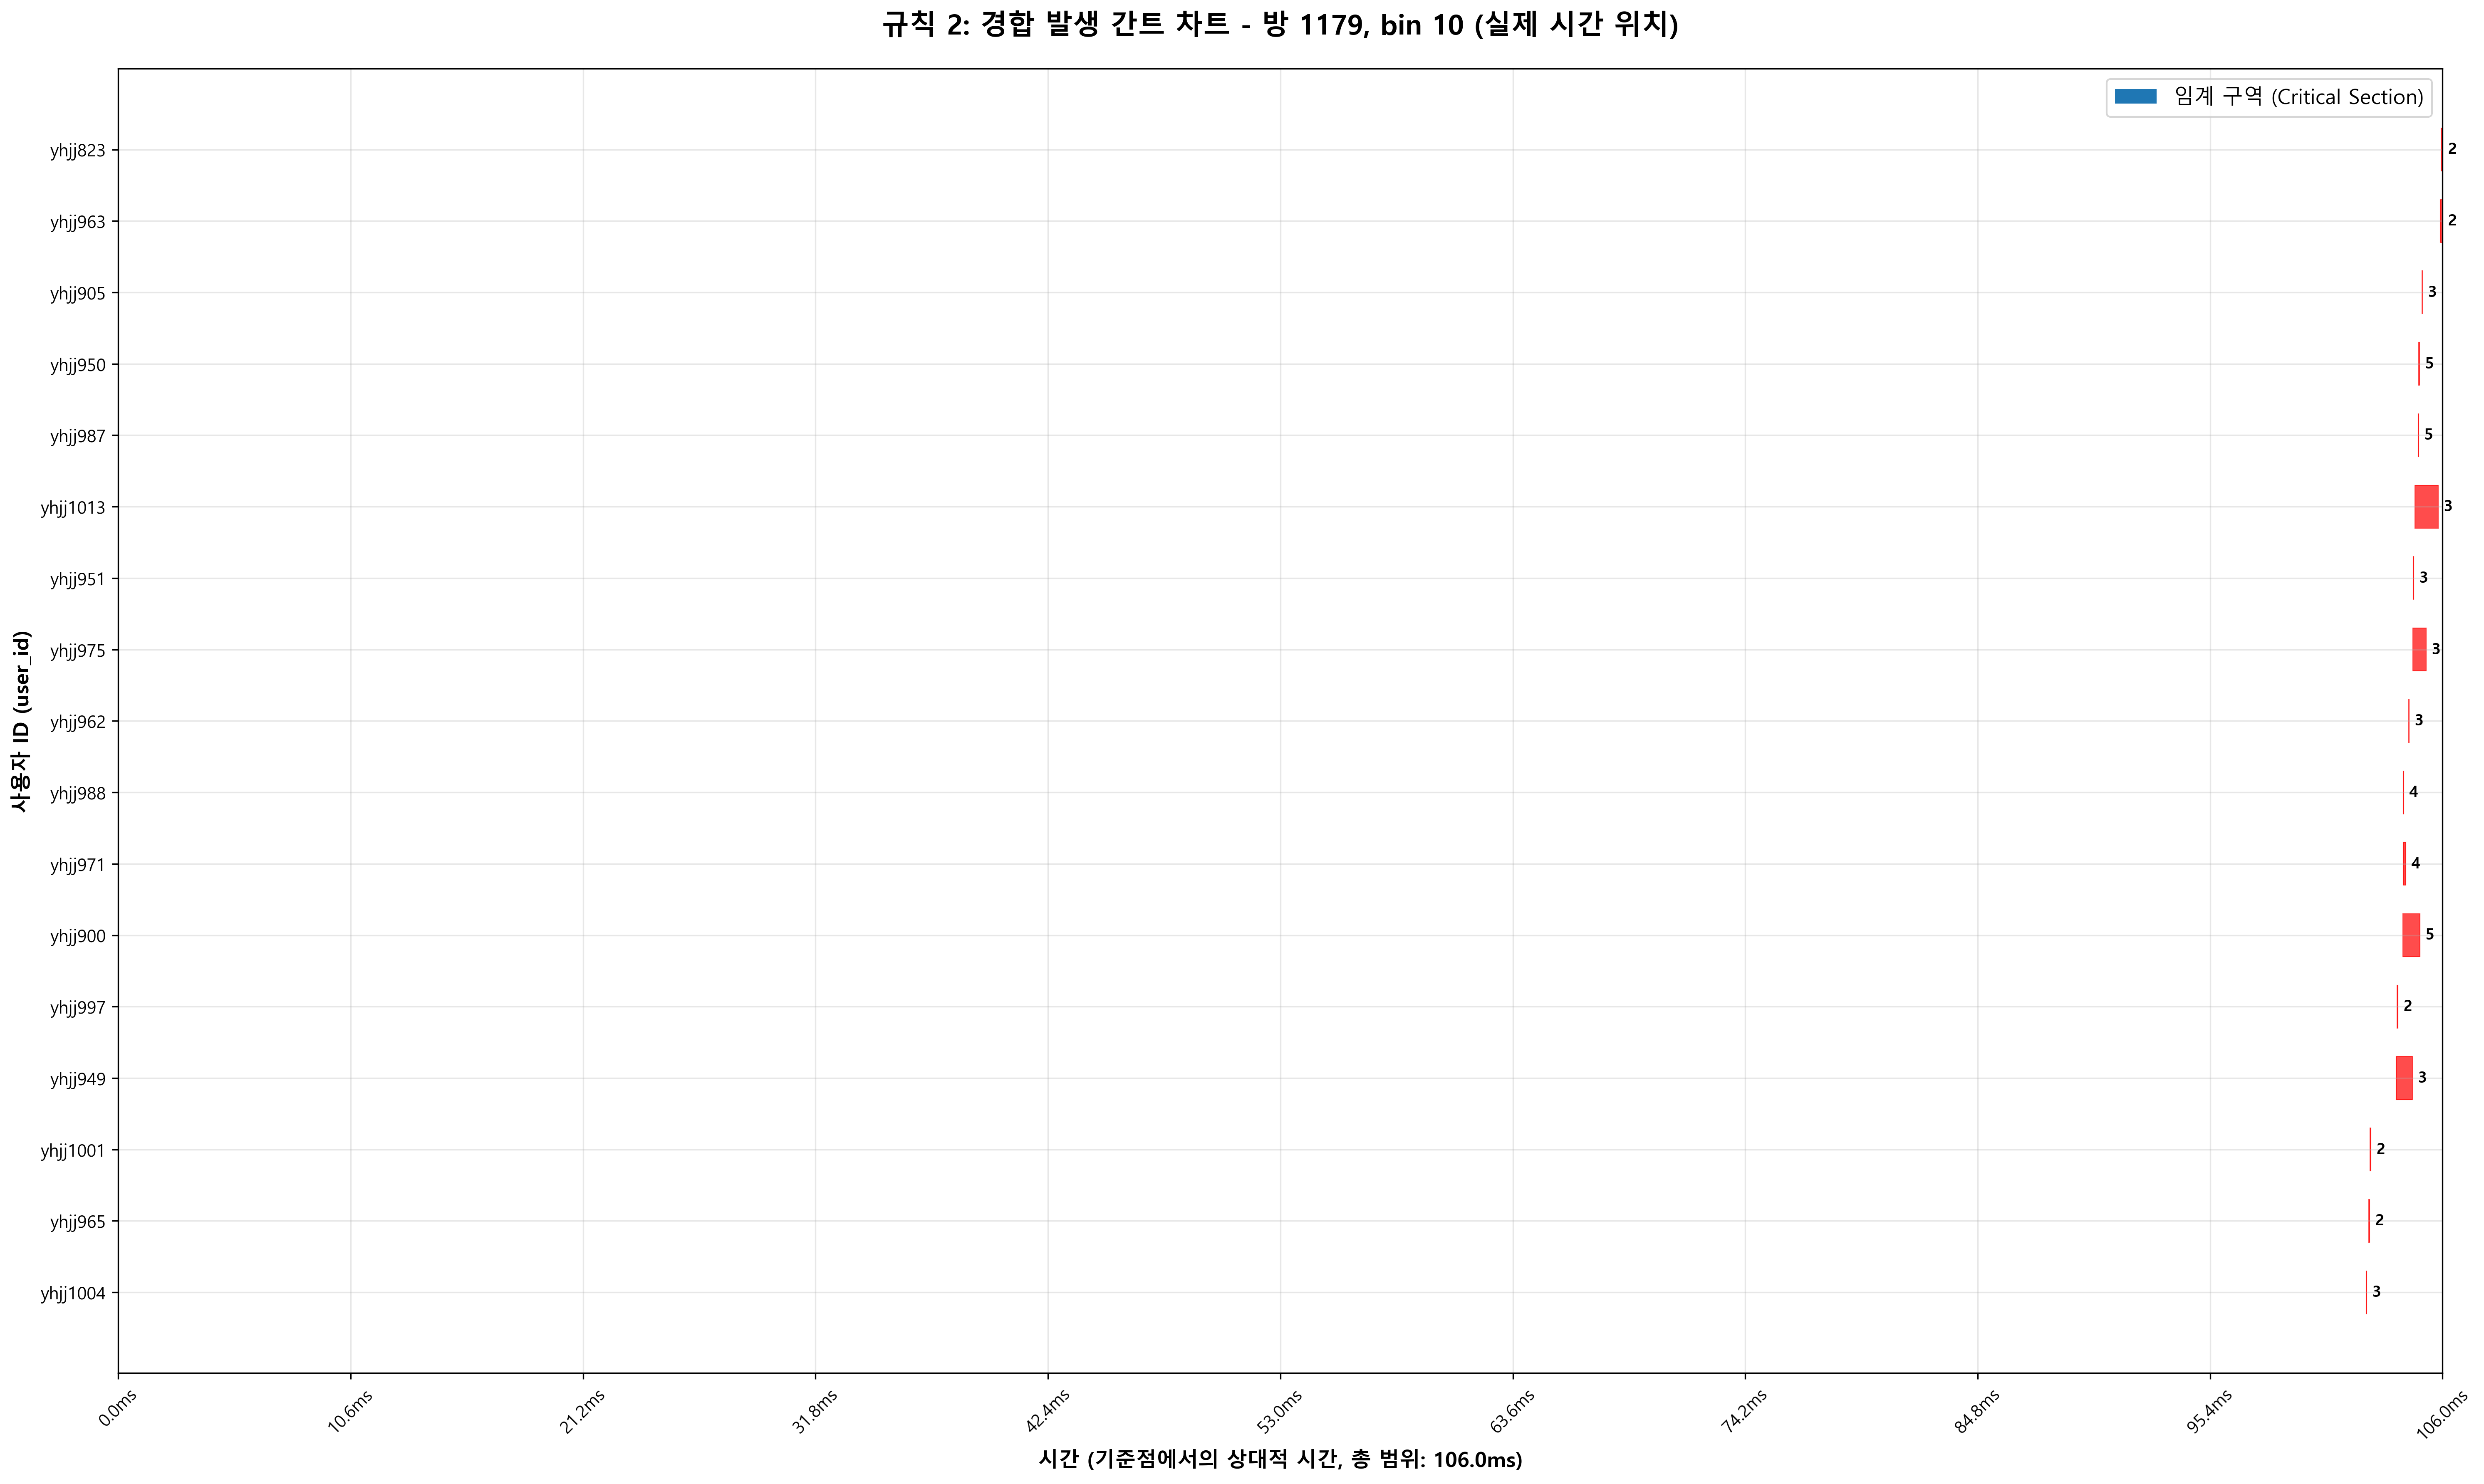 규칙 2: 경합 발생 간트 차트 - 방 1179, bin 10 (실제 시간 위치)
임계 구역 (Critical Section)
yhjj823 2
yhjj963 2
yhjj905 3
yhjj950 5
yhjj987 5
yhjj1013 3
yhjj951 3
yhjj975 3
yhjj962 3
yhjj988 4
yhjj971 4
yhjj900 5
yhjj997 2
yhjj949 3
yhjj1001 2
yhjj965 2
yhjj1004 3
사용자 ID (user_id)
0.0ms 10.6ms 21.2ms 31.8ms 42.4ms 53.0ms 63.6ms 74.2ms 84.8ms 95.4ms 106.0ms
시간 (기준점에서의 상대적 시간, 총 범위: 106.0ms)